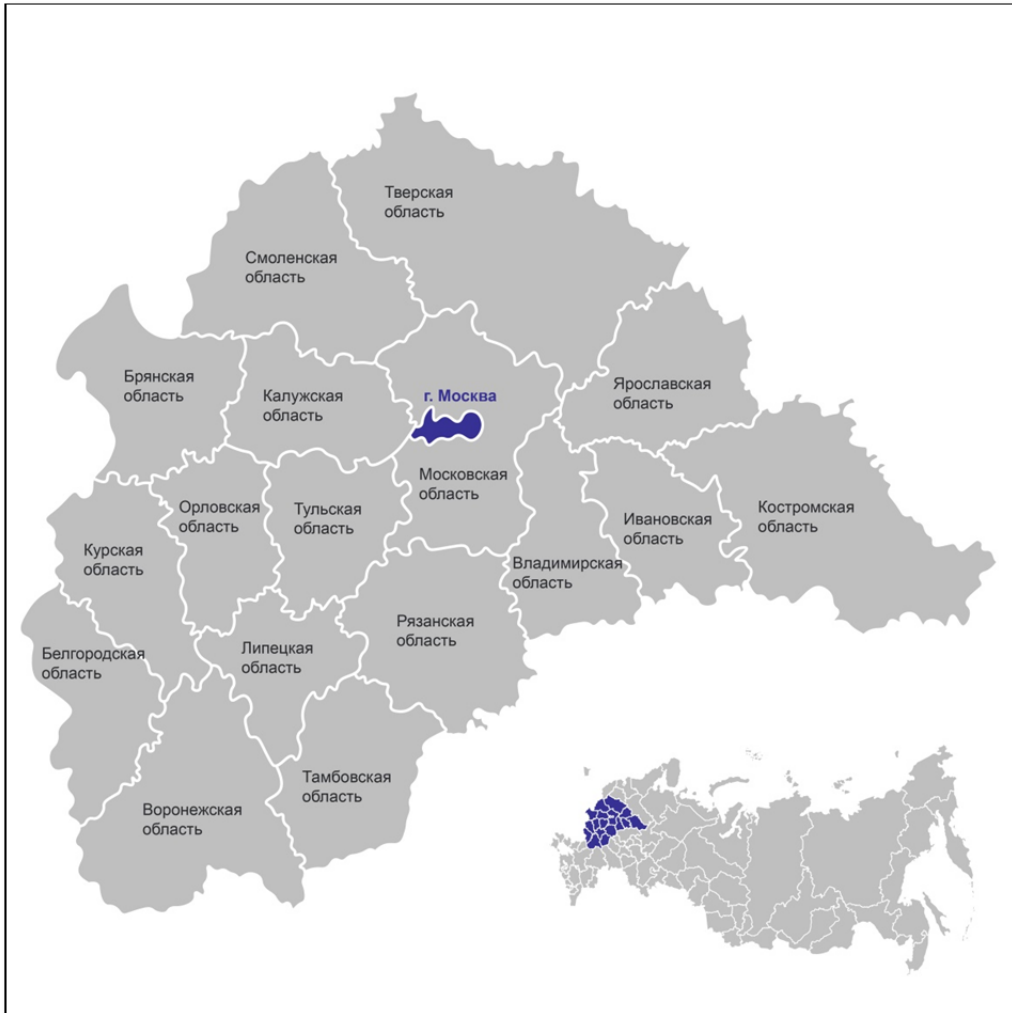 Тверская
область
Смоленская
область
Брянская
область
Калужская
область
г. Москва
Ярославская
область
Московская
область
Орловская
область
Тульская
область
Костромская
область
Ивановская
область
Курская
область
Владимирская
область
Рязанская
область
Липецкая
область
Белгородская
область
Тамбовская
область
Воронежская
область